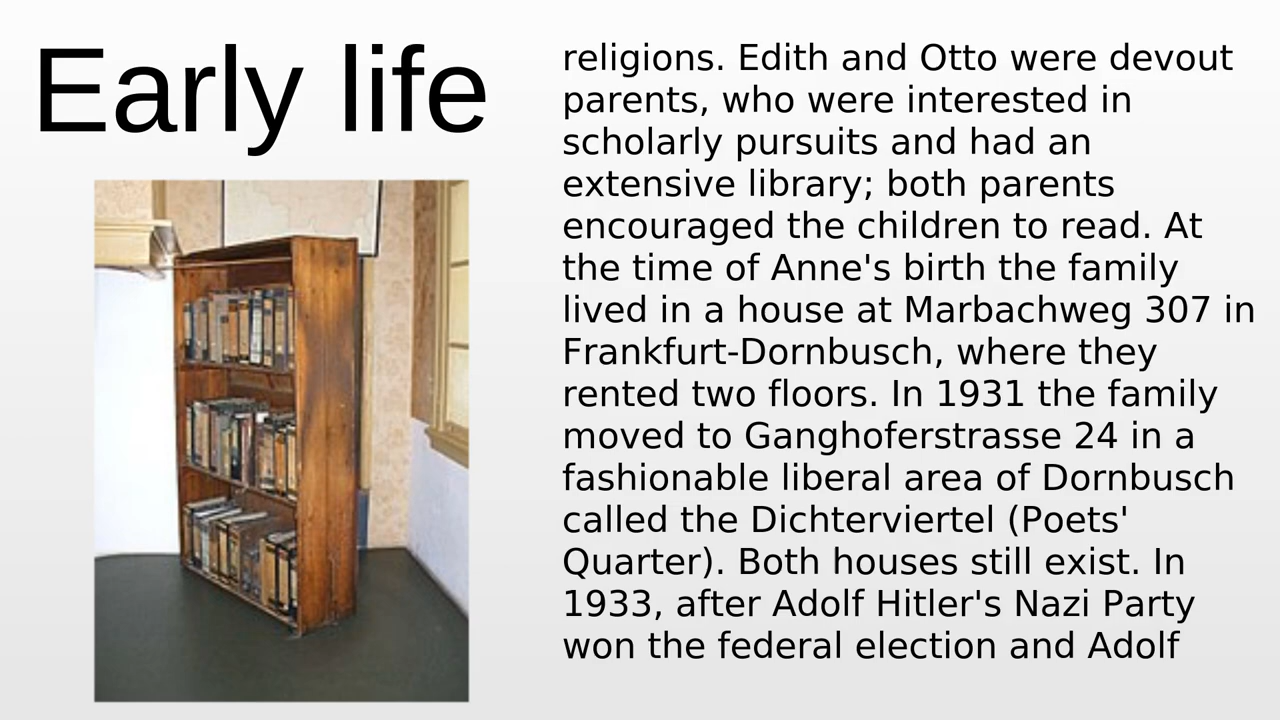 Early life
religions. Edith and Otto were devout
parents, who were interested in
scholarly pursuits and had an
extensive library; both parents
encouraged the children to read. At
the time of Anne's birth the family
lived in a house at Marbachweg 307 in
Frankfurt-Dornbusch, where they
rented two floors. In 1931 the family
moved to Ganghoferstrasse 24 in a
fashionable liberal area of Dornbusch
called the Dichterviertel (Poets'
Quarter). Both houses still exist. In
1933, after Adolf Hitler's Nazi Party
won the federal election and Adolf